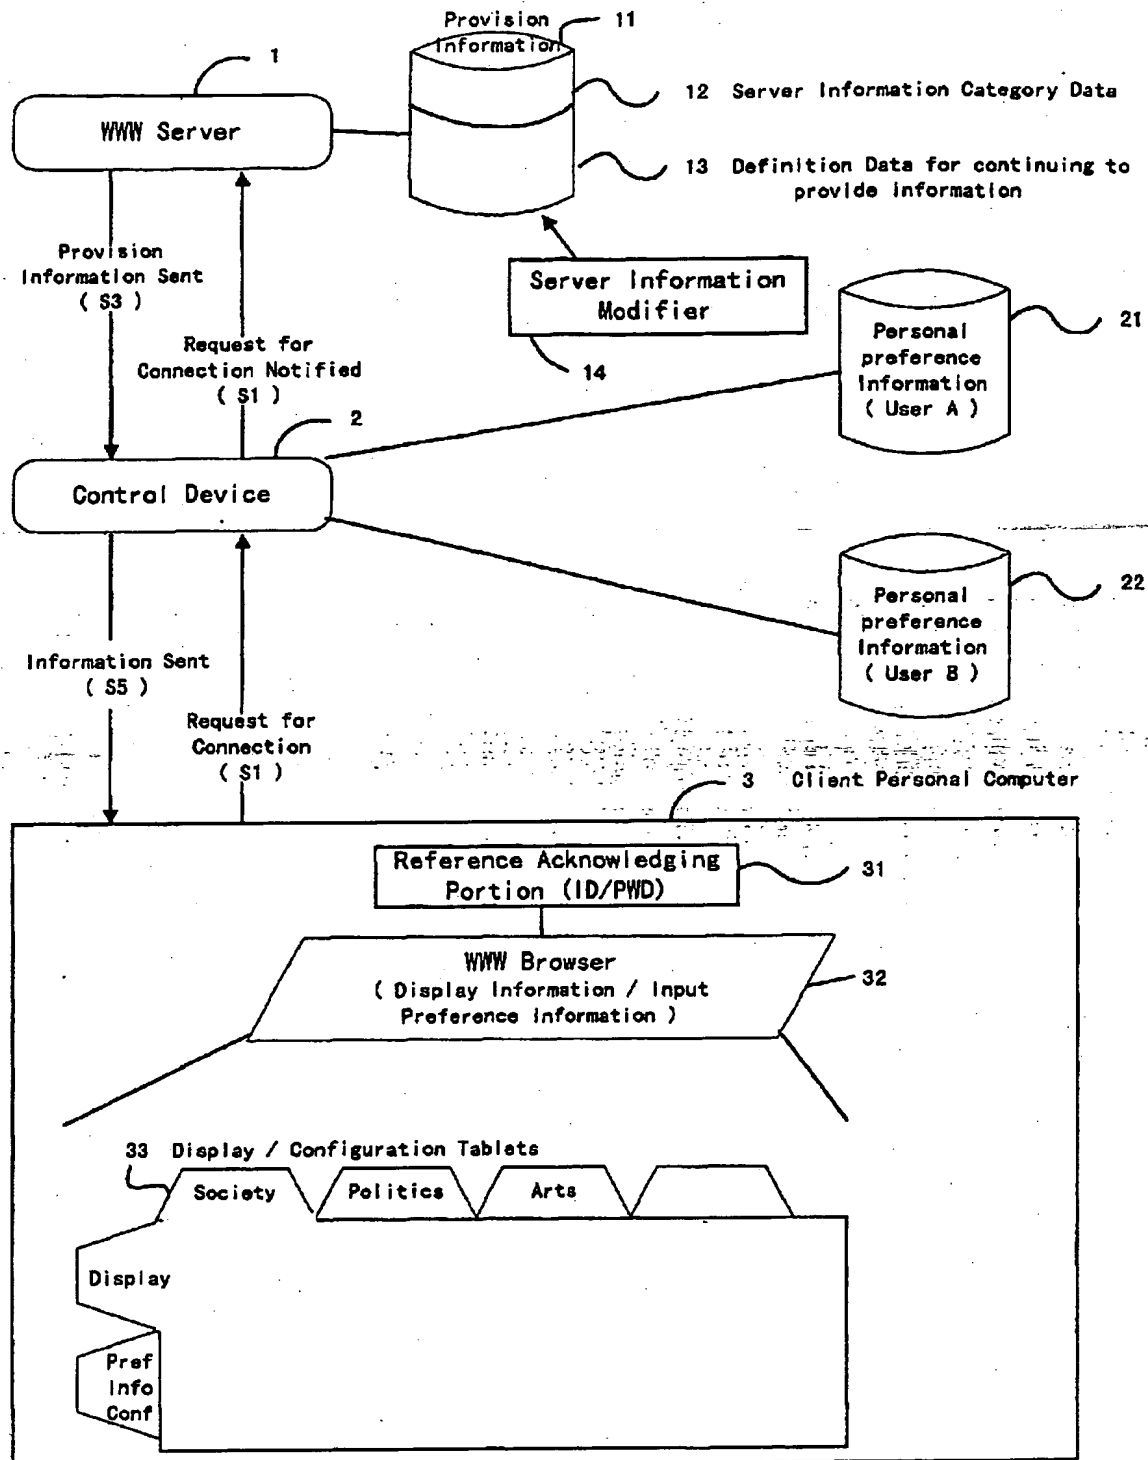 Provision
Information
11
1
12 Server Information Category Data
WWW Server
13 Definition Data for continuing to
provide information
Provision
Information Sent
( S3 )
Server Information
Modifier
14
Request for
Connection Notified
( S1 )
21
Personal
preference
Information
( User A )
2
Control Device
22
Personal
preference
Information
( User B )
Information Sent
( S5 )
Request for
Connection
( S1 )
3 Client Personal Computer
Reference Acknowledging
Portion (ID/PWD)
31
WWW Browser
( Display Information / Input
Preference Information )
32
33 Display / Configuration Tablets
Society
Politics
Arts
Display
Pref
Info
Conf